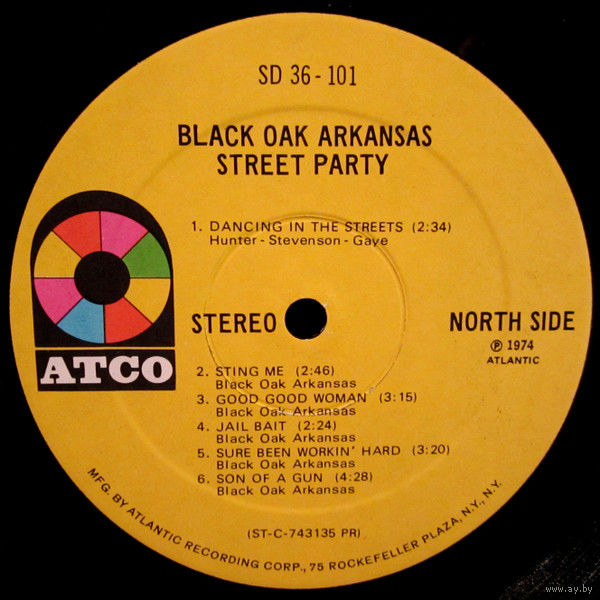 SD 36-101
BLACK OAK ARKANSAS
STREET PARTY
1. DANCING IN THE STREETS (2:34)
Hunter - Stevenson - Gaye
STEREO
NORTH SIDE
Ⓟ 1974
ATLANTIC
ATCO
2. STING ME (2:46)
Black Oak Arkansas
3. GOOD GOOD WOMAN (3:15)
Black Oak Arkansas
4. JAIL BAIT (2:24)
Black Oak Arkansas
5. SURE BEEN WORKIN' HARD (3:20)
Black Oak Arkansas
6. SON OF A GUN (4:28)
Black Oak Arkansas
(ST-C-743135 PR)
MFG. BY ATLANTIC RECORDING CORP., 75 ROCKEFELLER PLAZA, N.Y., N.Y.
www.ay.by